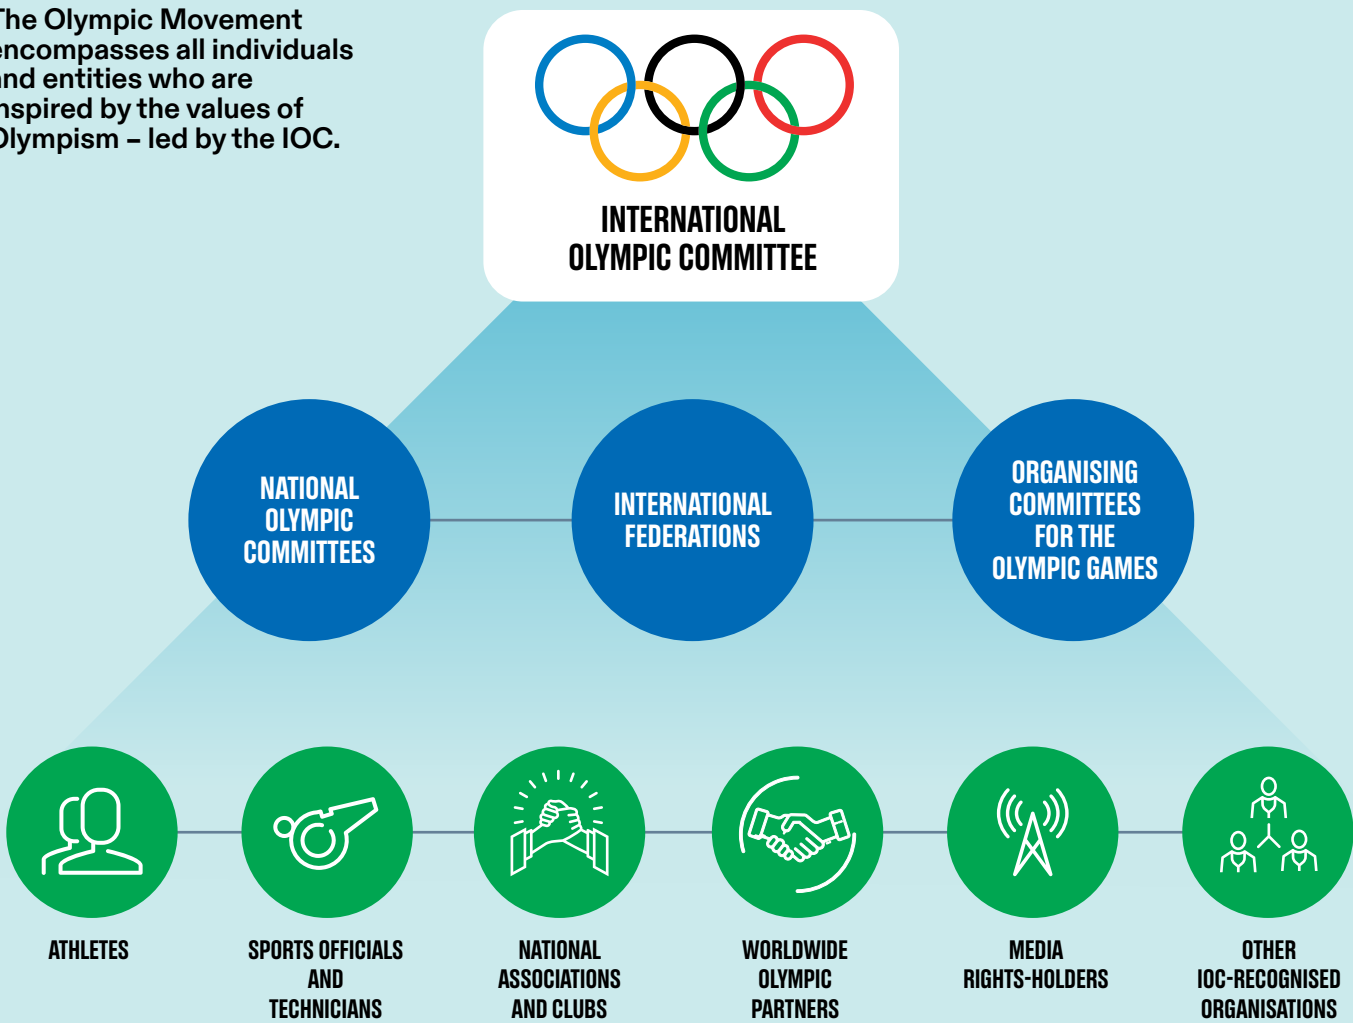 The Olympic Movement
encompasses all individuals
and entities who are
inspired by the values of
Olympism – led by the IOC.
INTERNATIONAL
OLYMPIC COMMITTEE
NATIONAL
OLYMPIC
COMMITTEES
INTERNATIONAL
FEDERATIONS
ORGANISING
COMMITTEES
FOR THE
OLYMPIC GAMES
ATHLETES
SPORTS OFFICIALS
AND
TECHNICIANS
NATIONAL
ASSOCIATIONS
AND CLUBS
WORLDWIDE
OLYMPIC
PARTNERS
MEDIA
RIGHTS-HOLDERS
OTHER
IOC-RECOGNISED
ORGANISATIONS